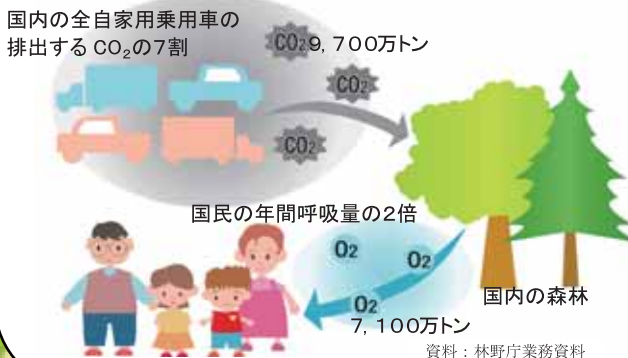 国内の全自家用乗用車の
排出するCO₂の7割
CO₂ 9,700万トン
CO₂
CO₂
国民の年間呼吸量の2倍
O₂
O₂
O₂
7,100万トン
国内の森林
資料：林野庁業務資料